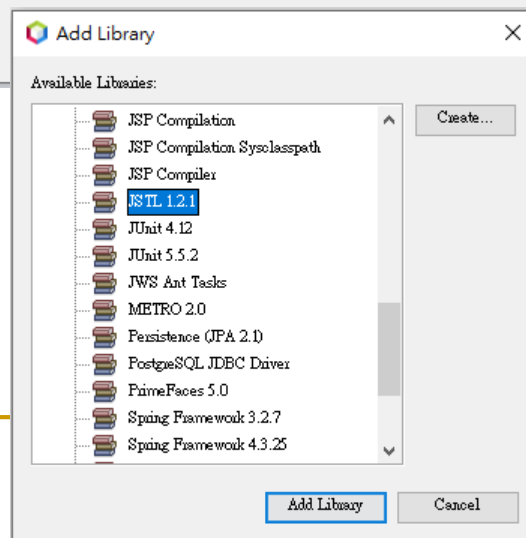 Add Library
Available Libraries:
JSP Compilation
Create...
JSP Compilation Sysclasspath
JSP Compiler
JSTL 1.2.1
JUnit 4.12
JUnit 5.5.2
JWS Ant Tasks
METRO 2.0
Persistence (JPA 2.1)
PostgreSQL JDBC Driver
PrimeFaces 5.0
Spring Framework 3.2.7
Spring Framework 4.3.25
Add Library
Cancel